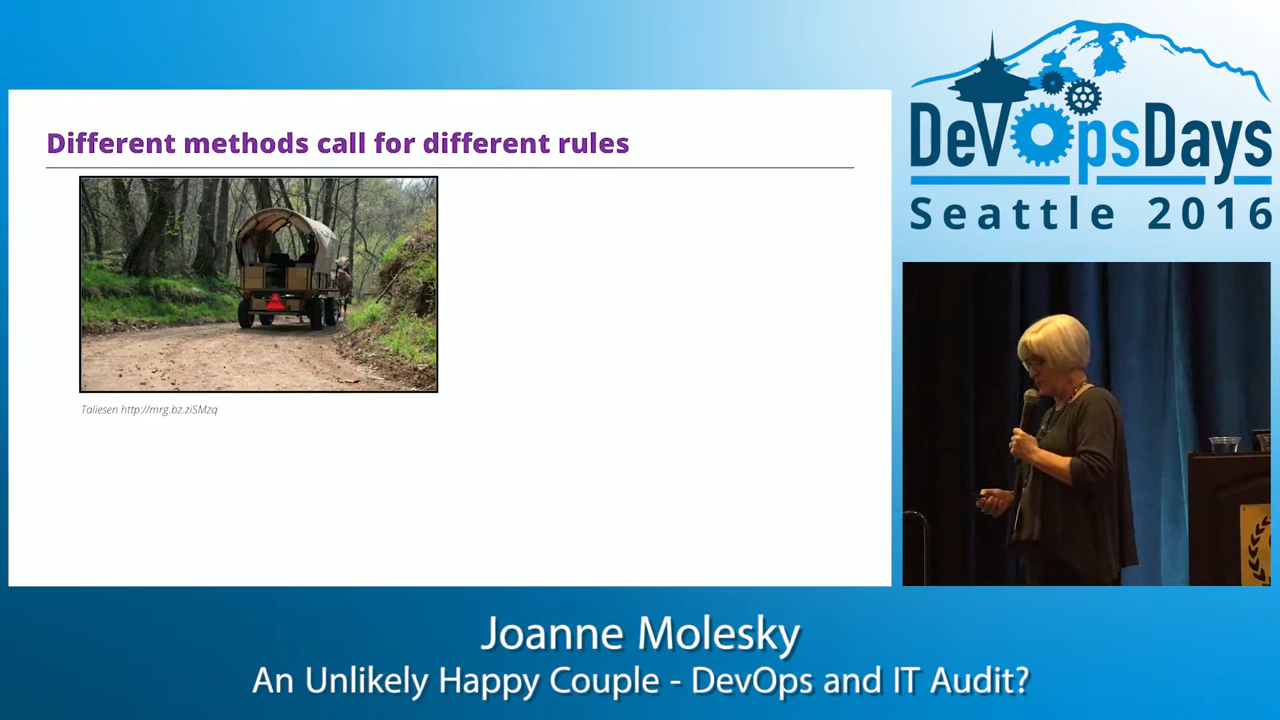 Different methods call for different rules
Taliesen http://mrg.bz.ziSMzq
DevOpsDays
Seattle 2016
Joanne Molesky
An Unlikely Happy Couple - DevOps and IT Audit?